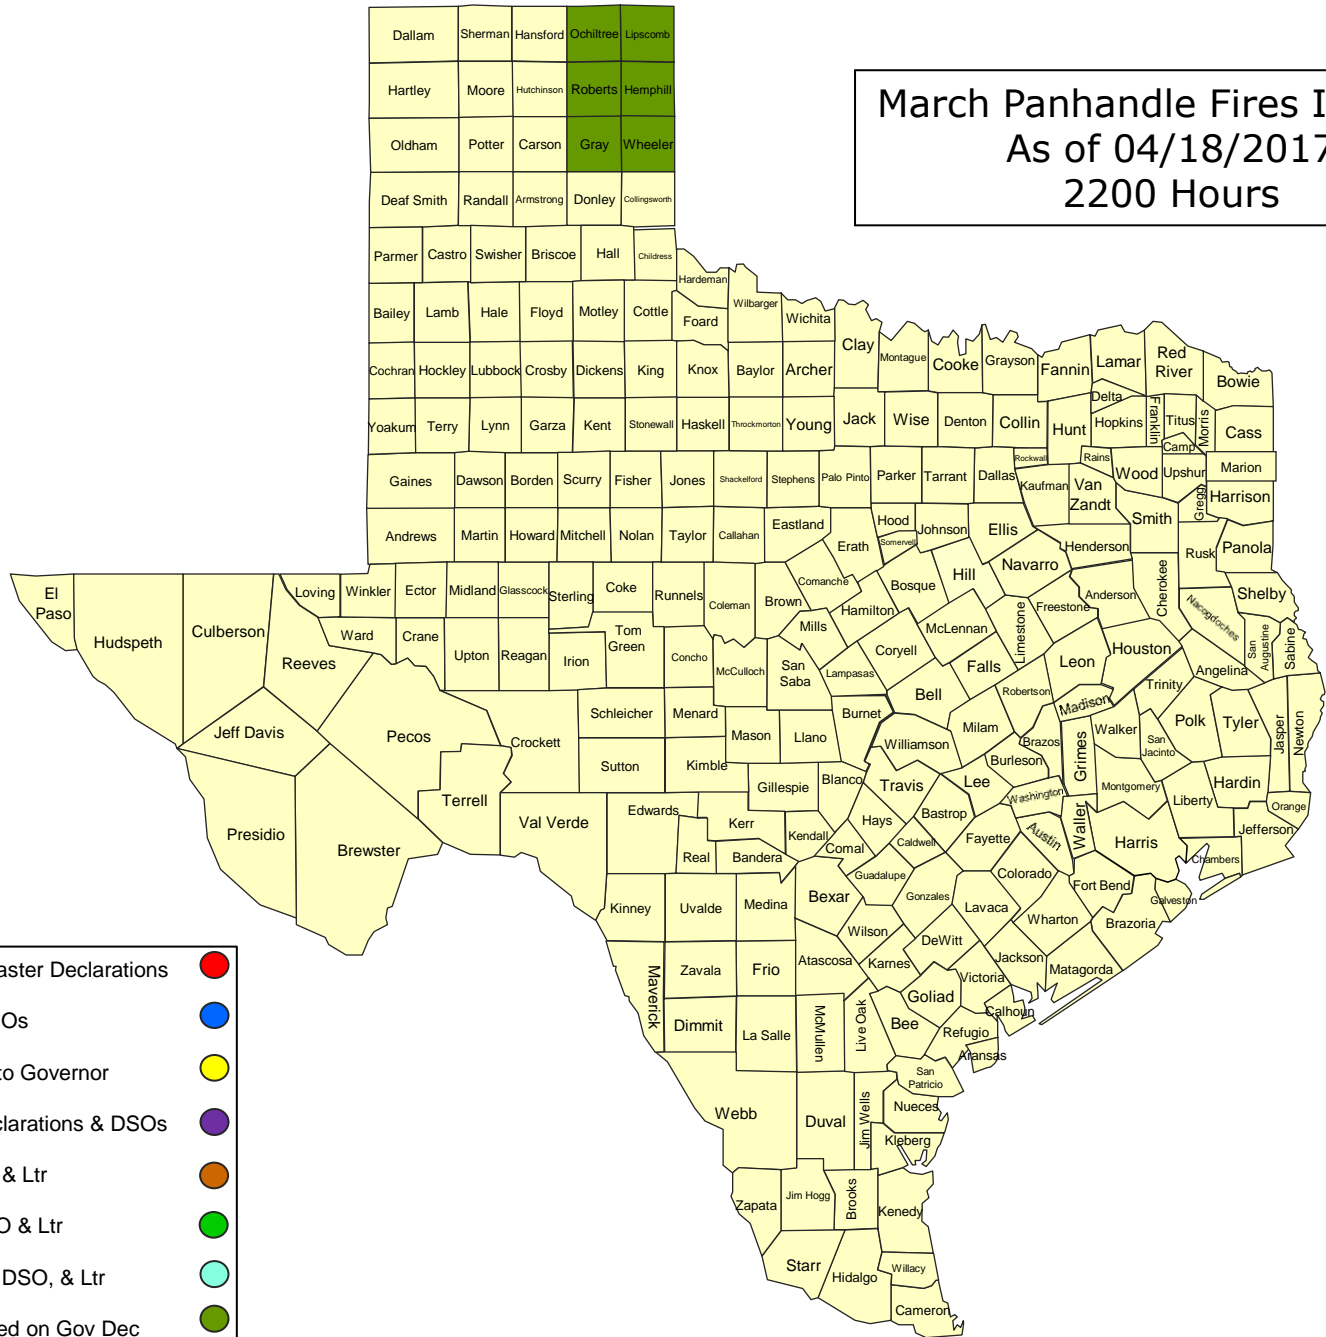 Dallam Sherman Hansford Ochiltree Lipscomb
Hartley Moore Hutchinson Roberts Hemphill
Oldham Potter Carson Gray Wheeler
March Panhandle Fires
As of 04/18/2017
2200 Hours
Deaf Smith Randall Armstrong Donley Collingsworth
Parmer Castro Swisher Briscoe Hall Childress
Hardeman
Bailey Lamb Hale Floyd Motley Cottle Foard Wilbarger Wichita
Clay Montague Cooke Grayson Fannin Lamar Red River Bowie
Cochran Hockley Lubbock Crosby Dickens King Knox Baylor Archer
Delta
Yoakum Terry Lynn Garza Kent Stonewall Haskell Throckmorton Young Jack Wise Denton Collin Hunt Hopkins Franklin Titus Morris Cass
Camp
Gaines Dawson Borden Scurry Fisher Jones Shackelford Stephens Palo Pinto Parker Tarrant Dallas Rockwall Kaufman Rains Van Zandt Wood Upshur Marion
Gregg Harrison
Andrews Martin Howard Mitchell Nolan Taylor Callahan Eastland Erath Hood Somervell Johnson Ellis Henderson Smith Rusk Panola
El Paso Hudspeth Culberson Loving Winkler Ector Midland Glasscock Sterling Coke Runnels Coleman Brown Comanche Hamilton Bosque Hill Navarro Freestone Anderson Cherokee Nacogdoches Shelby
Reeves Ward Crane Upton Reagan Irion Tom Green Concho McCulloch San Saba Mills Lampasas Coryell McLennan Limestone Falls Leon Houston Angelina San Augustine Sabine
Jeff Davis Pecos Crockett Schleicher Menard Mason Llano Burnet Bell Milam Robertson Madison Trinity Walker San Jacinto Polk Tyler Jasper Newton
Terrell Sutton Kimble Gillespie Blanco Williamson Travis Lee Burleson Brazos Grimes Washington Montgomery Liberty Hardin Orange
Presidio Brewster Val Verde Edwards Kerr Real Bandera Kendall Comal Hays Caldwell Bastrop Fayette Austin Waller Harris Jefferson Chambers
Kinney Uvalde Medina Bexar Guadalupe Gonzales Lavaca Colorado Wharton Fort Bend Brazoria Galveston
Maverick Zavala Frio Atascosa Wilson Karnes DeWitt Victoria Jackson Matagorda
Dimmit La Salle McMullen Live Oak Bee Goliad Refugio Calhoun Aransas
San Patricio
Webb Duval Jim Wells Nueces
Kleberg
Zapata Jim Hogg Brooks Kenedy
Starr Hidalgo Willacy
Cameron
Declarations
to Governor
& DSOs
& Ltr
& Ltr
DSO, & Ltr
on Gov Dec